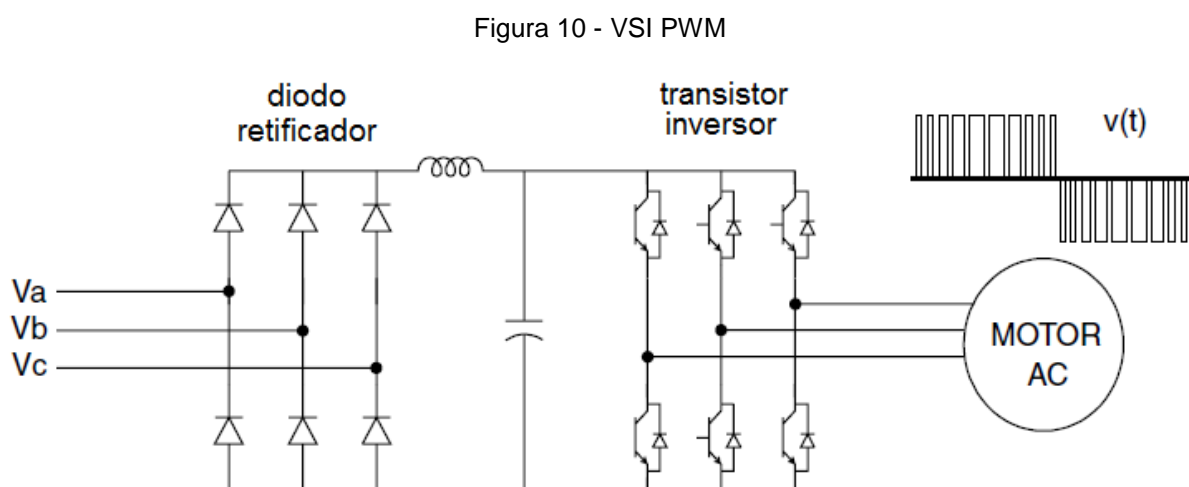 Figura 10 - VSI PWM
diodo
retificador
transistor
inversor
v(t)
Va
Vb
Vc
MOTOR
AC